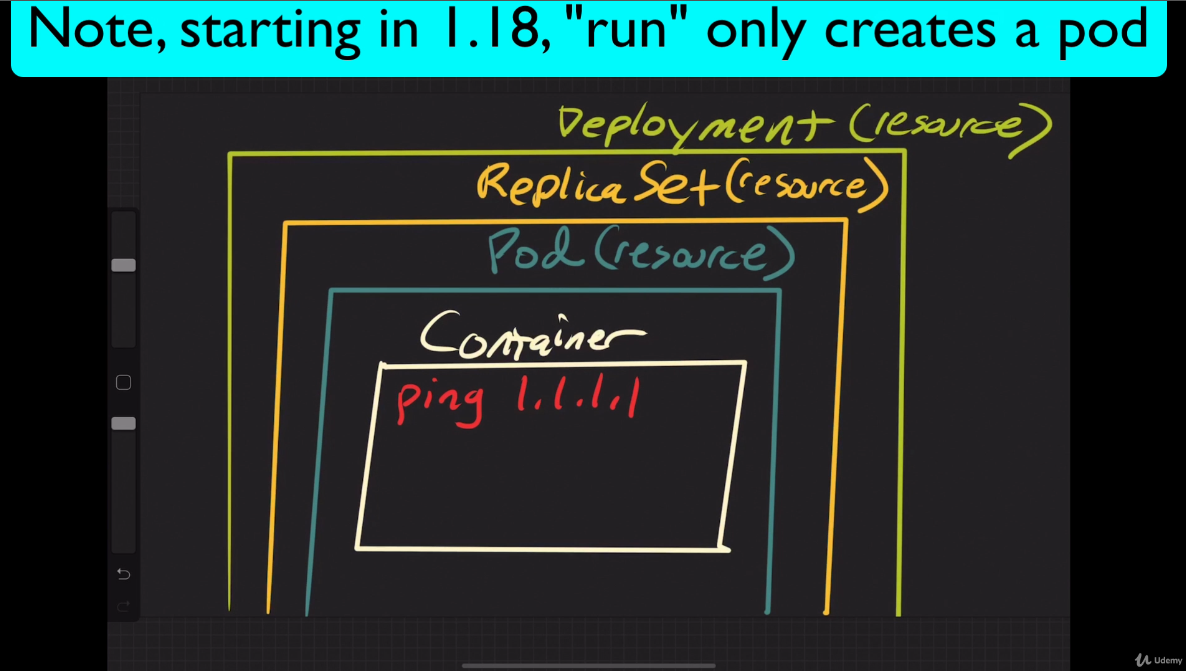 Note, starting in 1.18, "run" only creates a pod
Deployment (resource)
ReplicaSet (resource)
Pod (resource)
Container
ping 1.1.1.1
Udemy